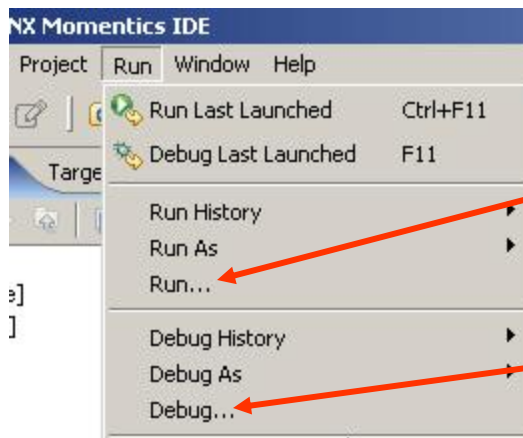 NX Momentics IDE
Project Run Window Help
Run Last Launched Ctrl+F11
Debug Last Launched F11
Targe
Run History
Run As
Run...
e]
]
Debug History
Debug As
Debug...